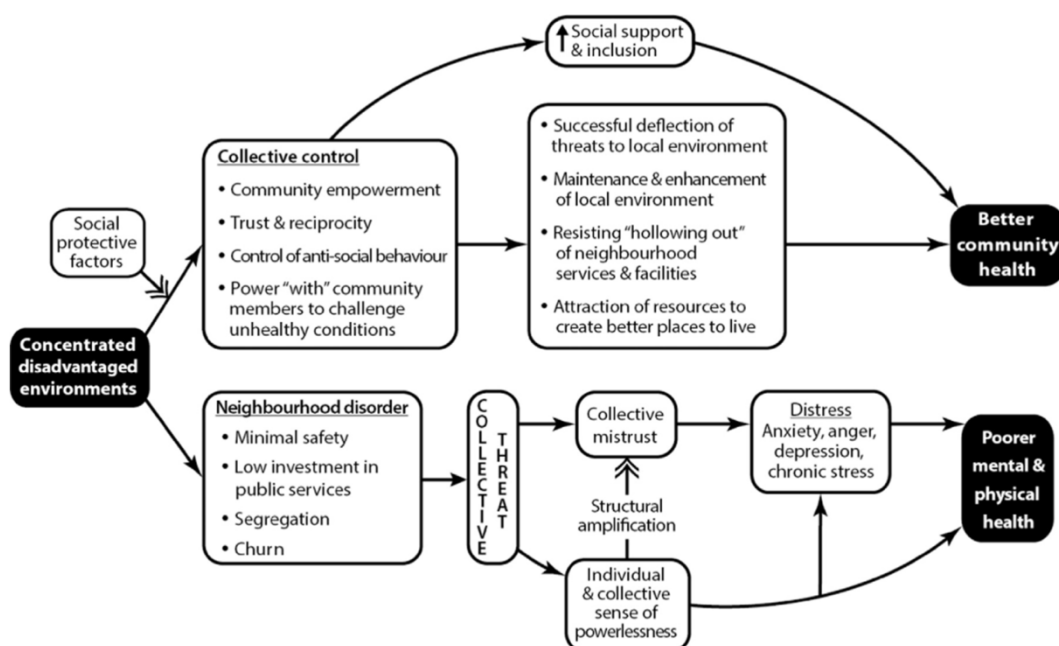 Social support
& inclusion
Collective control
• Community empowerment
• Trust & reciprocity
• Control of anti-social behaviour
• Power “with” community
members to challenge
unhealthy conditions
• Successful deflection of
threats to local environment
• Maintenance & enhancement
of local environment
• Resisting “hollowing out”
of neighbourhood
services & facilities
• Attraction of resources to
create better places to live
Better
community
health
Social
protective
factors
Concentrated
disadvantaged
environments
Neighbourhood disorder
• Minimal safety
• Low investment in
public services
• Segregation
• Churn
COLLECTIVE
THREAT
Collective
mistrust
Structural
amplification
Individual
& collective
sense of
powerlessness
Distress
Anxiety, anger,
depression,
chronic stress
Poorer
mental &
physical
health